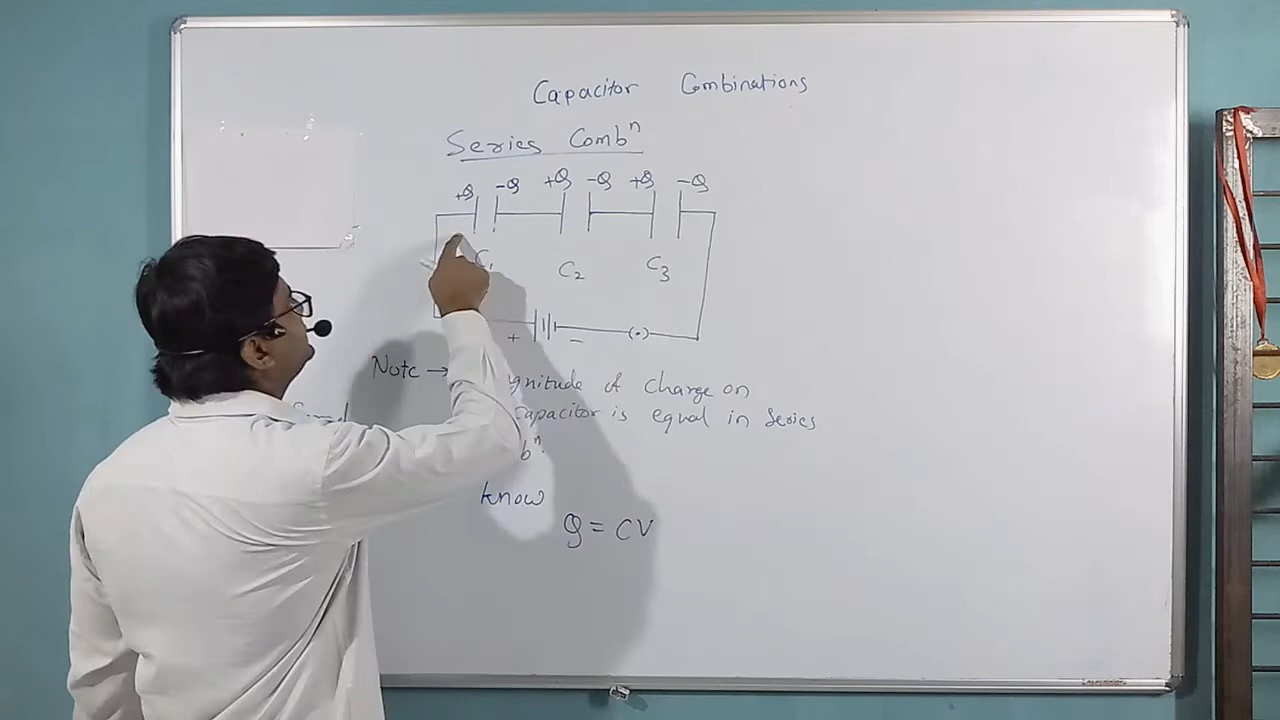 Capacitor Combinations
Series Combⁿ
+Q -Q +Q -Q +Q -Q
C₁ C₂ C₃
+ -
Note → gnitude of charge on
capacitor is equal in series
bⁿ.
know
Q = CV